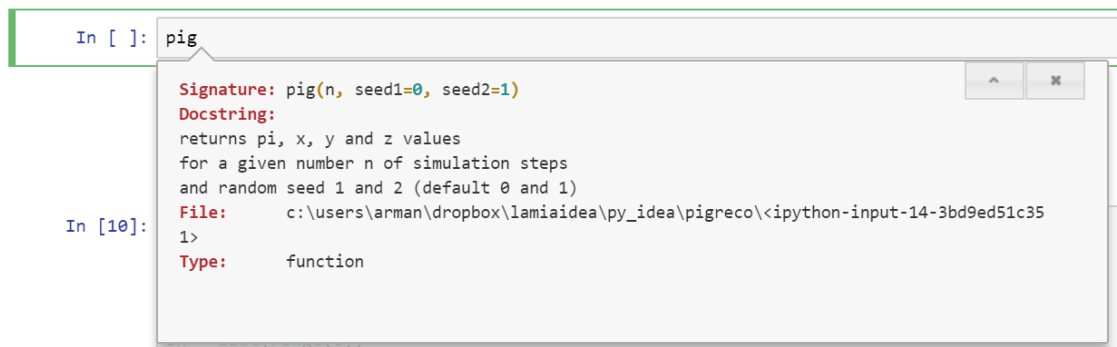 In [ ]: pig
Signature: pig(n, seed1=0, seed2=1)
Docstring:
returns pi, x, y and z values
for a given number n of simulation steps
and random seed 1 and 2 (default 0 and 1)
File:      c:\users\arman\dropbox\lamiaidea\py_idea\pigreco\<ipython-input-14-3bd9ed51c35
In [10]:
1>
Type:      function